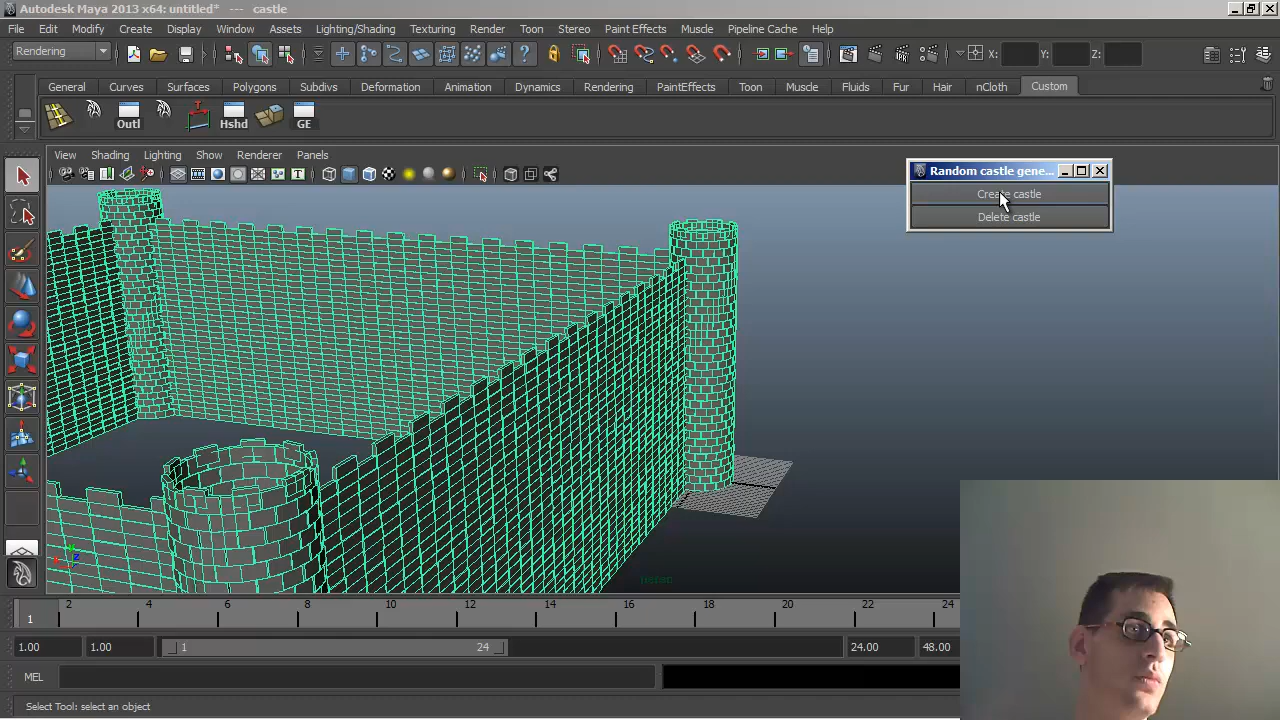 Autodesk Maya 2013 x64: untitled* --- castle
File Edit Modify Create Display Window Assets Lighting/Shading Texturing Render Toon Stereo Paint Effects Muscle Pipeline Cache Help
Rendering X: Y: Z:
General Curves Surfaces Polygons Subdivs Deformation Animation Dynamics Rendering PaintEffects Toon Muscle Fluids Fur Hair nCloth Custom
Outl Hshd GE
View Shading Lighting Show Renderer Panels
Random castle gene...
Create castle
Delete castle
persp
2 4 6 8 10 12 14 16 18 20 22 24
1
1.00 1.00 1 24 24.00 48.00
MEL
Select Tool: select an object